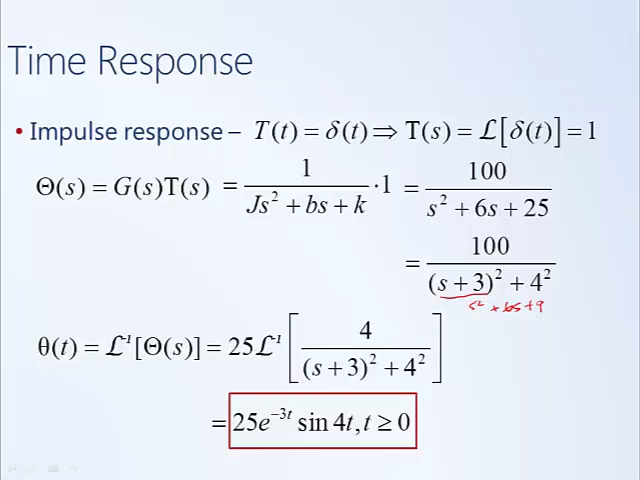 Time Response
• Impulse response – T(t) = δ(t) ⇒ T(s) = ℒ[δ(t)] = 1
Θ(s) = G(s)T(s) = 1 / (Js² + bs + k) · 1 = 100 / (s² + 6s + 25)
= 100 / ((s + 3)² + 4²)
s² + 6s + 9
θ(t) = ℒ⁻¹[Θ(s)] = 25ℒ⁻¹[4 / ((s + 3)² + 4²)]
= 25e⁻³ᵗ sin 4t, t ≥ 0